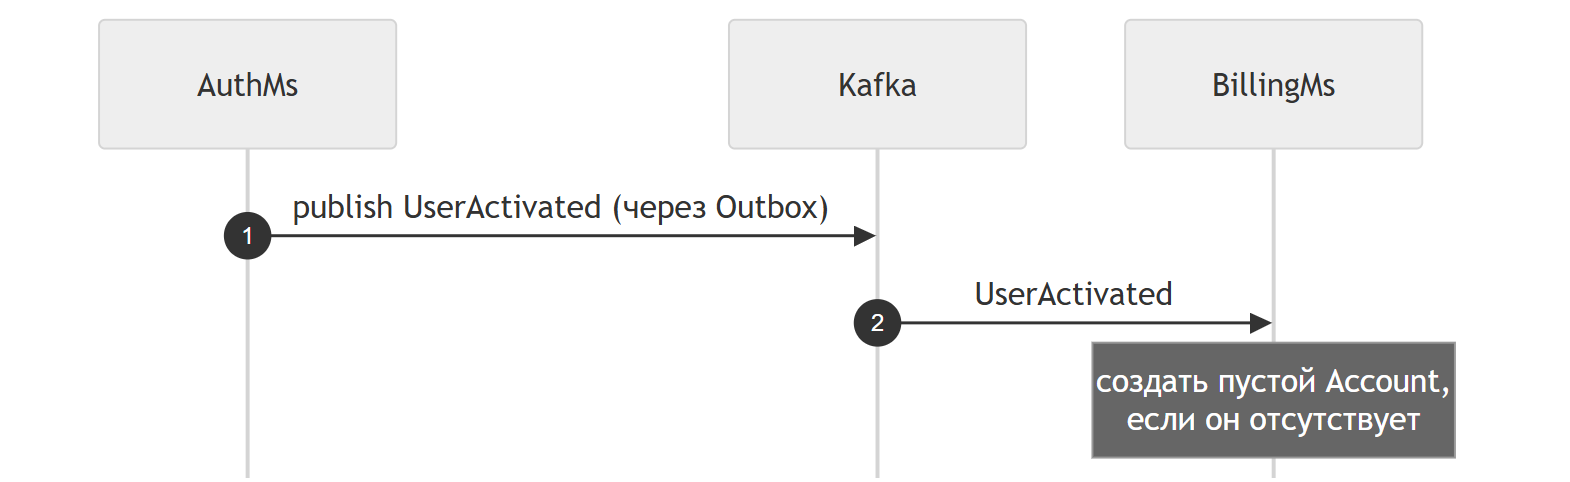 AuthMs
Kafka
BillingMs
publish UserActivated (через Outbox)
1
UserActivated
2
создать пустой Account,
если он отсутствует